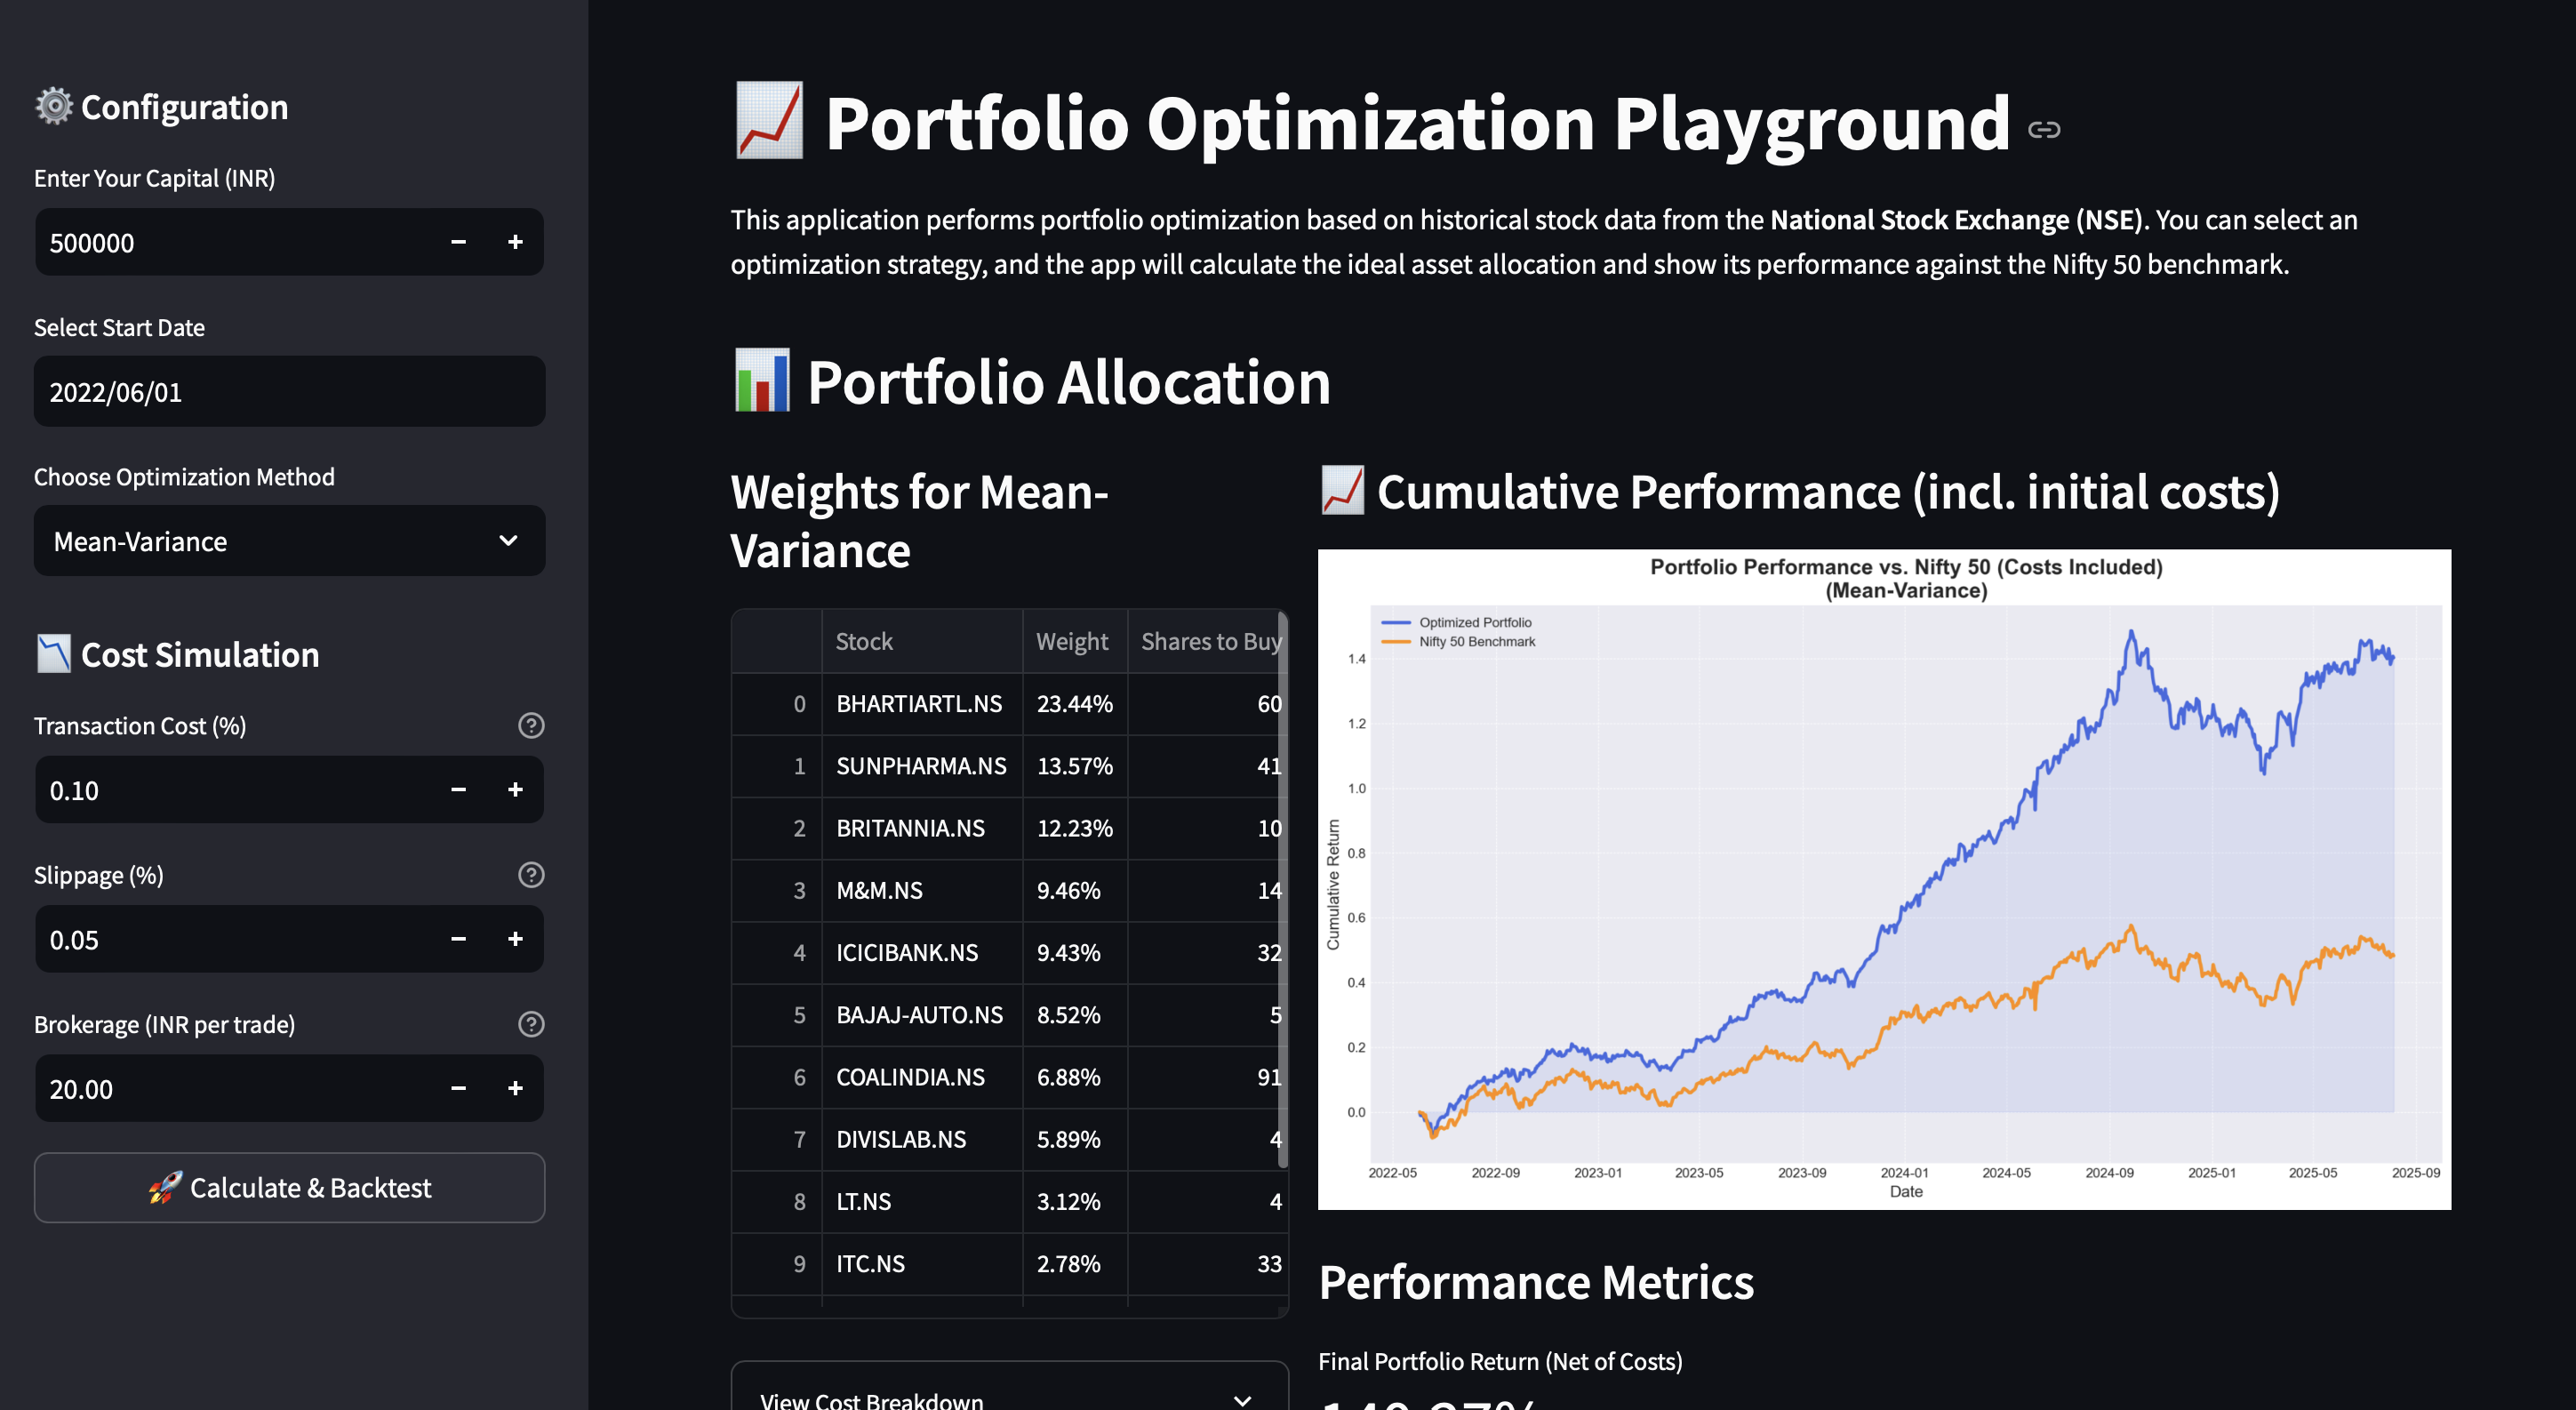 Configuration
Enter Your Capital (INR)
500000
Select Start Date
2022/06/01
Choose Optimization Method
Mean-Variance
Cost Simulation
Transaction Cost (%)
0.10
Slippage (%)
0.05
Brokerage (INR per trade)
20.00
Calculate & Backtest
Portfolio Optimization Playground
This application performs portfolio optimization based on historical stock data from the National Stock Exchange (NSE). You can select an
optimization strategy, and the app will calculate the ideal asset allocation and show its performance against the Nifty 50 benchmark.
Portfolio Allocation
Weights for Mean-
Variance
Stock Weight Shares to Buy
0 BHARTIARTL.NS 23.44% 60
1 SUNPHARMA.NS 13.57% 41
2 BRITANNIA.NS 12.23% 10
3 M&M.NS 9.46% 14
4 ICICIBANK.NS 9.43% 32
5 BAJAJ-AUTO.NS 8.52% 5
6 COALINDIA.NS 6.88% 91
7 DIVISLAB.NS 5.89% 4
8 LT.NS 3.12% 4
9 ITC.NS 2.78% 33
View Cost Breakdown
Cumulative Performance (incl. initial costs)
Portfolio Performance vs. Nifty 50 (Costs Included)
(Mean-Variance)
Optimized Portfolio
Nifty 50 Benchmark
1.4
1.2
1.0
0.8
0.6
0.4
0.2
0.0
Cumulative Return
2022-05 2022-09 2023-01 2023-05 2023-09 2024-01 2024-05 2024-09 2025-01 2025-05 2025-09
Date
Performance Metrics
Final Portfolio Return (Net of Costs)